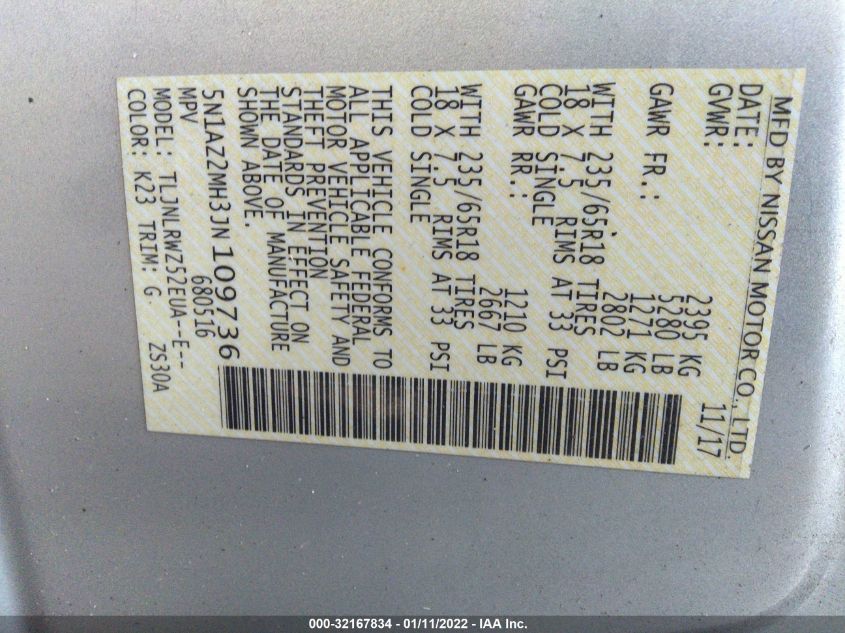 MFD BY NISSAN MOTOR CO., LTD.
DATE: 11/17
GVWR: 2395 KG
5280 LB
GAWR FR.: 1271 KG
2802 LB
WITH 235/65R18 TIRES
18 X 7.5 RIMS AT 33 PSI
COLD SINGLE
GAWR RR.: 1210 KG
2667 LB
WITH 235/65R18 TIRES
18 X 7.5 RIMS AT 33 PSI
COLD SINGLE
THIS VEHICLE CONFORMS TO
ALL APPLICABLE FEDERAL
MOTOR VEHICLE SAFETY AND
THEFT PREVENTION
STANDARDS IN EFFECT ON
THE DATE OF MANUFACTURE
SHOWN ABOVE.
5N1AZ2MH3JN109736
MPV 680516
MODEL: TLJNLRWZ52EUA--E--
COLOR: K23 TRIM: G ZS30A
000-32167834 - 01/11/2022 - IAA Inc.